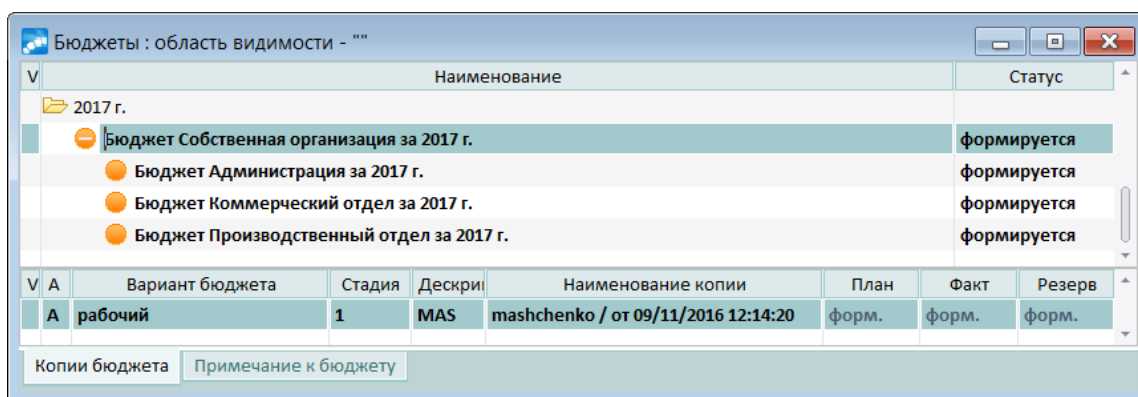 Бюджеты : область видимости - ""
V Наименование Статус
2017 г.
Бюджет Собственная организация за 2017 г. формируется
Бюджет Администрация за 2017 г. формируется
Бюджет Коммерческий отдел за 2017 г. формируется
Бюджет Производственный отдел за 2017 г. формируется
V A Вариант бюджета Стадия Дескри Наименование копии План Факт Резерв
А рабочий 1 MAS mashchenko / от 09/11/2016 12:14:20 форм. форм. форм.
Копии бюджета Примечание к бюджету